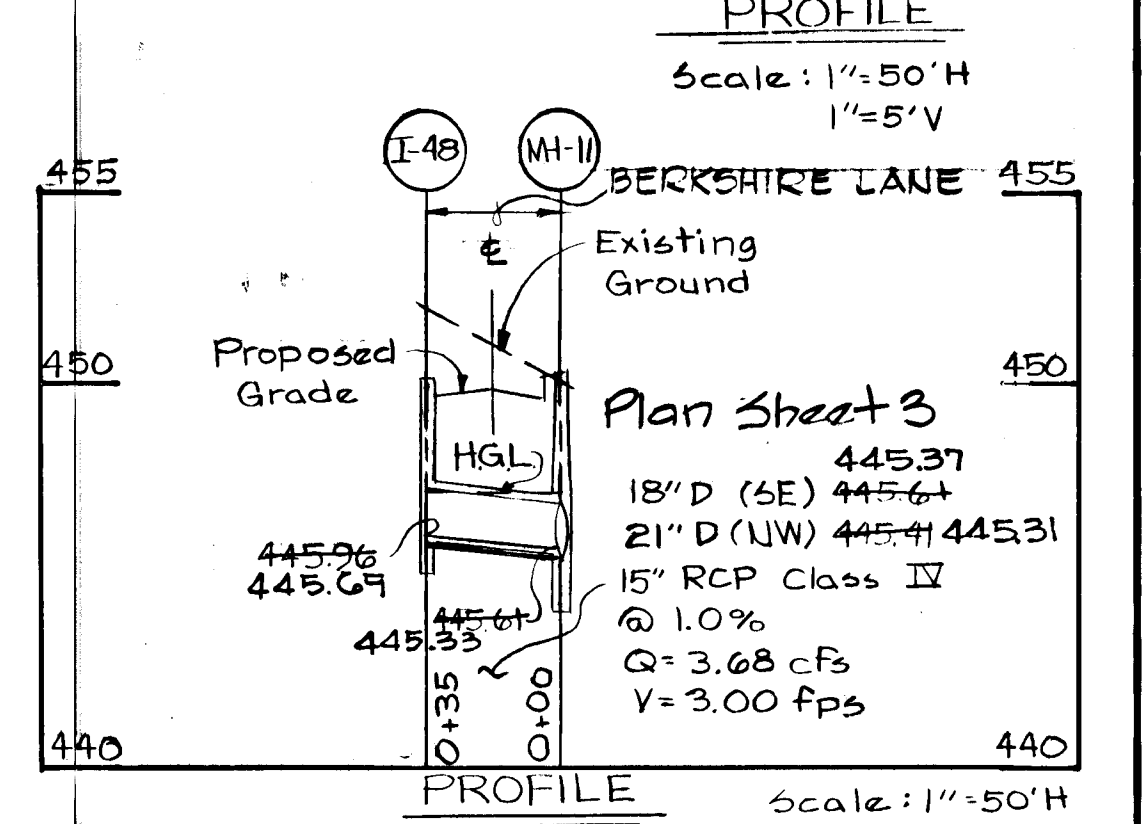 PROFILE
Scale: 1"=50'H
1"=5'V
I-48
MH-11
455
BERKSHIRE LANE
455
℄
Existing
Ground
Proposed
Grade
450
450
Plan Sheet 3
H.G.L.
445.37
18" D (SE) 445.61
21" D (NW) 445.41 445.31
445.96
445.69
15" RCP Class IV
445.61
@ 1.0%
445.33
Q= 3.68 cfs
V= 3.00 fps
0+35
0+00
440
440
PROFILE
Scale: 1"=50'H